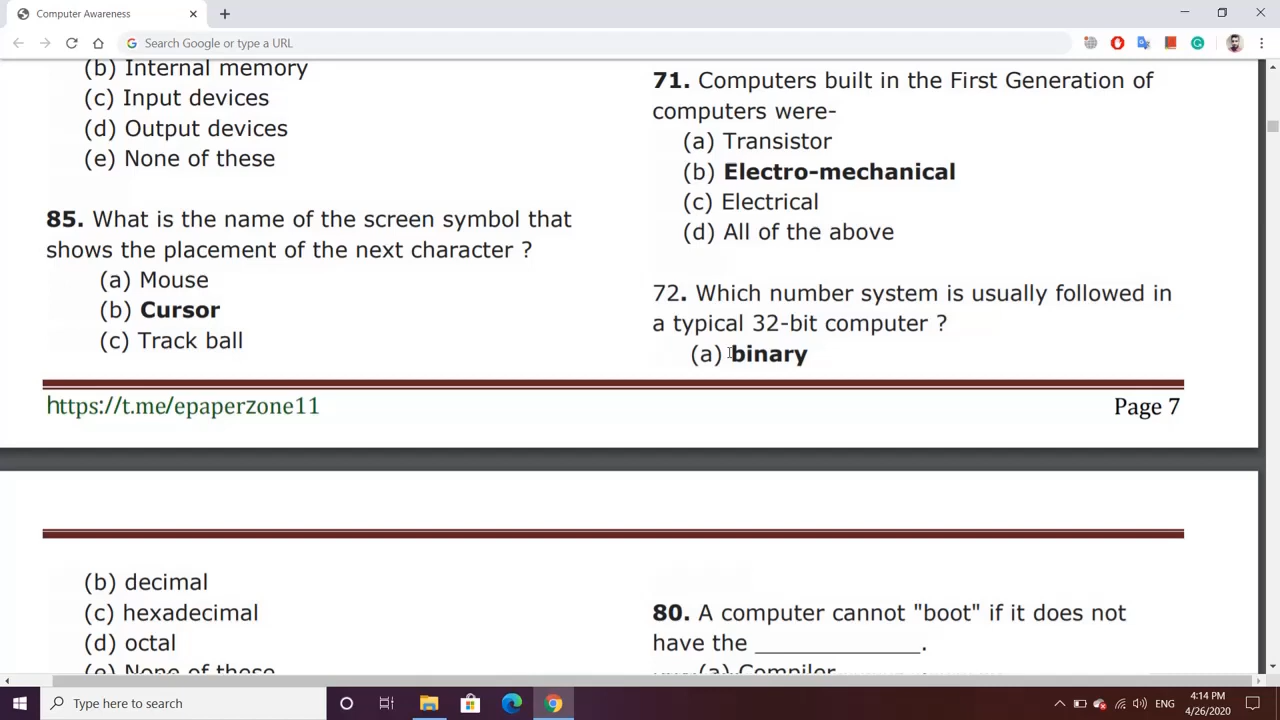 Computer Awareness
Search Google or type a URL
(b) Internal memory
(c) Input devices
(d) Output devices
(e) None of these
85. What is the name of the screen symbol that
shows the placement of the next character ?
(a) Mouse
(b) Cursor
(c) Track ball
71. Computers built in the First Generation of
computers were-
(a) Transistor
(b) Electro-mechanical
(c) Electrical
(d) All of the above
72. Which number system is usually followed in
a typical 32-bit computer ?
(a) binary
https://t.me/epaperzone11
Page 7
(b) decimal
(c) hexadecimal
(d) octal
(e) None of these
80. A computer cannot "boot" if it does not
have the _____________.
(a) Compiler
Type here to search
ENG
4:14 PM
4/26/2020